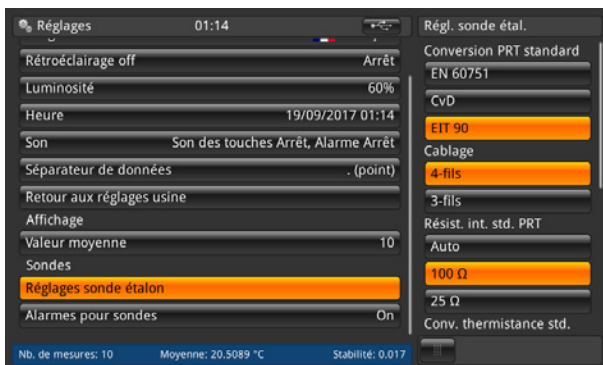 Réglages 01:14
Rétroéclairage off Arrêt
Luminosité 60%
Heure 19/09/2017 01:14
Son Son des touches Arrêt, Alarme Arrêt
Séparateur de données . (point)
Retour aux réglages usine
Affichage
Valeur moyenne 10
Sondes
Réglages sonde étalon
Alarmes pour sondes On
Nb. de mesures: 10 Moyenne: 20.5089 °C Stabilité: 0.017
Régl. sonde étal.
Conversion PRT standard
EN 60751
CvD
EIT 90
Cablage
4-fils
3-fils
Résist. int. std. PRT
Auto
100 Ω
25 Ω
Conv. thermistance std.